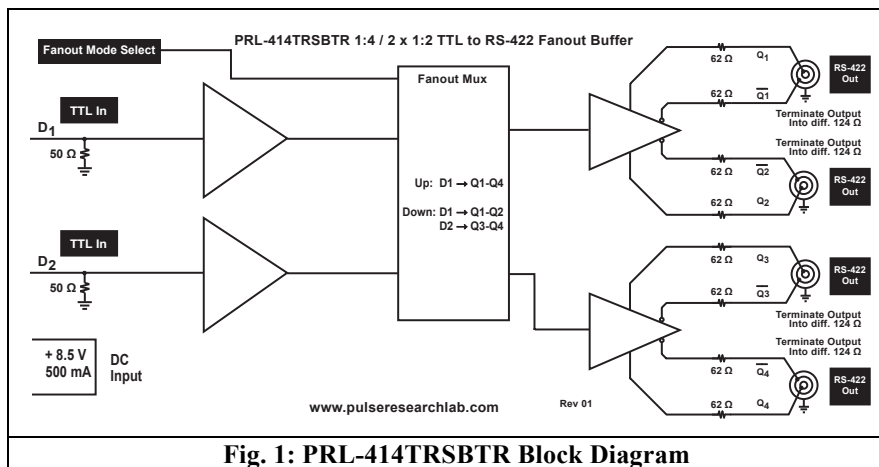 PRL-414TRSBTR 1:4 / 2 x 1:2 TTL to RS-422 Fanout Buffer
Fanout Mode Select
Fanout Mux
TTL In
D1
50 Ω
TTL In
D2
50 Ω
+ 8.5 V
500 mA
DC
Input
Up: D1 → Q1-Q4
Down: D1 → Q1-Q2
D2 → Q3-Q4
62 Ω Q1
RS-422
Out
62 Ω Q1
Terminate Output
Into diff. 124 Ω
Terminate Output
Into diff. 124 Ω
62 Ω Q2
RS-422
Out
62 Ω Q2
62 Ω Q3
RS-422
Out
62 Ω Q3
Terminate Output
Into diff. 124 Ω
Terminate Output
Into diff. 124 Ω
62 Ω Q4
RS-422
Out
62 Ω Q4
www.pulseresearchlab.com
Rev 01
Fig. 1: PRL-414TRSBTR Block Diagram